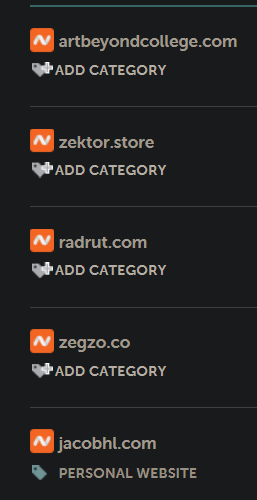 artbeyondcollege.com
ADD CATEGORY
zektor.store
ADD CATEGORY
radrut.com
ADD CATEGORY
zegzo.co
ADD CATEGORY
jacobhl.com
PERSONAL WEBSITE